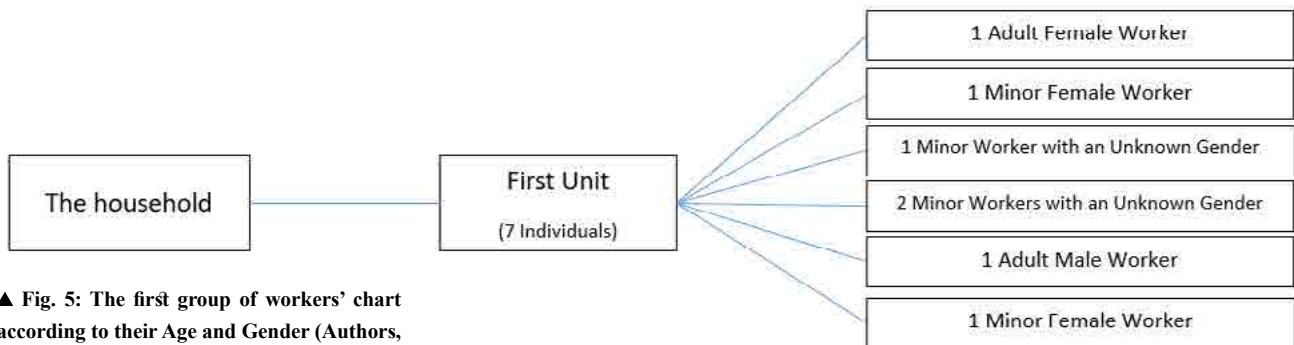 1 Adult Female Worker
1 Minor Female Worker
1 Minor Worker with an Unknown Gender
The household
First Unit
(7 Individuals)
2 Minor Workers with an Unknown Gender
1 Adult Male Worker
1 Minor Female Worker
▲ Fig. 5: The first group of workers' chart
according to their Age and Gender (Authors,